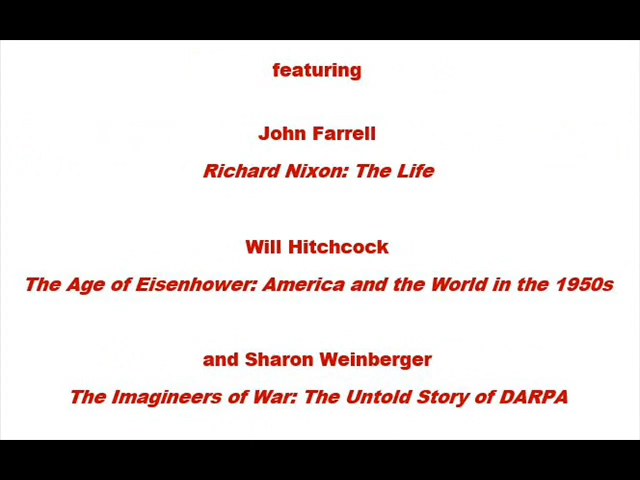 featuring
John Farrell
Richard Nixon: The Life
Will Hitchcock
The Age of Eisenhower: America and the World in the 1950s
and Sharon Weinberger
The Imagineers of War: The Untold Story of DARPA